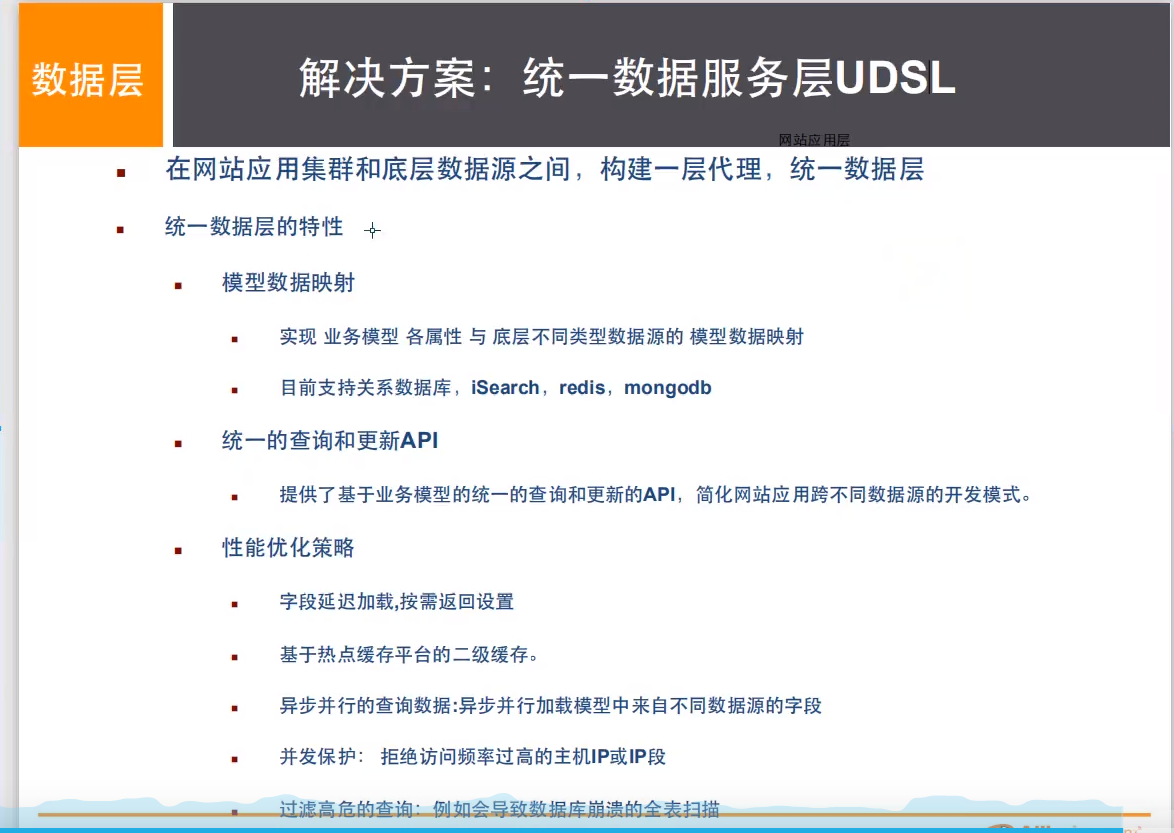 数据层
解决方案：统一数据服务层UDSL
网站应用层
在网站应用集群和底层数据源之间，构建一层代理，统一数据层
统一数据层的特性
模型数据映射
实现 业务模型 各属性 与 底层不同类型数据源的 模型数据映射
目前支持关系数据库，iSearch，redis，mongodb
统一的查询和更新API
提供了基于业务模型的统一的查询和更新的API，简化网站应用跨不同数据源的开发模式。
性能优化策略
字段延迟加载,按需返回设置
基于热点缓存平台的二级缓存。
异步并行的查询数据:异步并行加载模型中来自不同数据源的字段
并发保护： 拒绝访问频率过高的主机IP或IP段
过滤高危的查询：例如会导致数据库崩溃的全表扫描